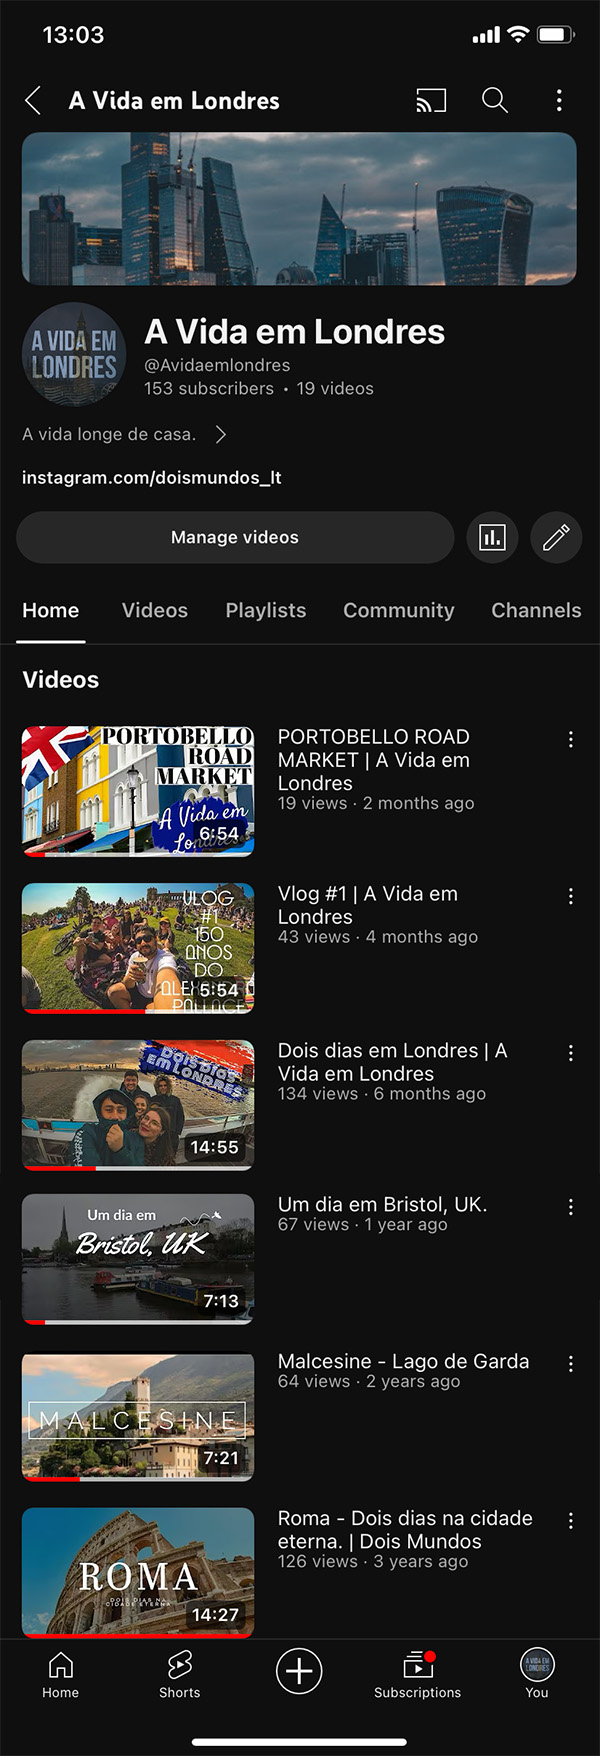 13:03
A Vida em Londres
A VIDA EM
LONDRES
A Vida em Londres
@Avidaemlondres
153 subscribers • 19 videos
A vida longe de casa.
instagram.com/doismundos_lt
Manage videos
Home
Videos
Playlists
Community
Channels
Videos
PORTOBELLO
ROAD
MARKET
A Vida em
Londres
6:54
PORTOBELLO ROAD
MARKET | A Vida em
Londres
19 views · 2 months ago
VLOG
#1
150
ANOS
DO
5:54
PALLACE
Vlog #1 | A Vida em
Londres
43 views · 4 months ago
DOIS DIAS
EM LONDRES
14:55
Dois dias em Londres | A
Vida em Londres
134 views · 6 months ago
Um dia em
Bristol, UK
7:13
Um dia em Bristol, UK.
67 views · 1 year ago
MALCESINE
7:21
Malcesine - Lago de Garda
64 views · 2 years ago
ROMA
DOIS DIAS NA
CIDADE ETERNA
14:27
Roma - Dois dias na cidade
eterna. | Dois Mundos
126 views · 3 years ago
Home
Shorts
Subscriptions
A VIDA EM
LONDRES
You